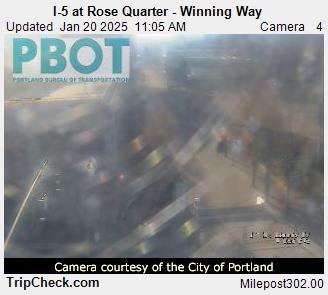 I-5 at Rose Quarter - Winning Way
Updated Jan 20 2025 11:05 AM Camera 4
PBOT
PORTLAND BUREAU OF TRANSPORTATION
Camera courtesy of the City of Portland
TripCheck.com Milepost302.00